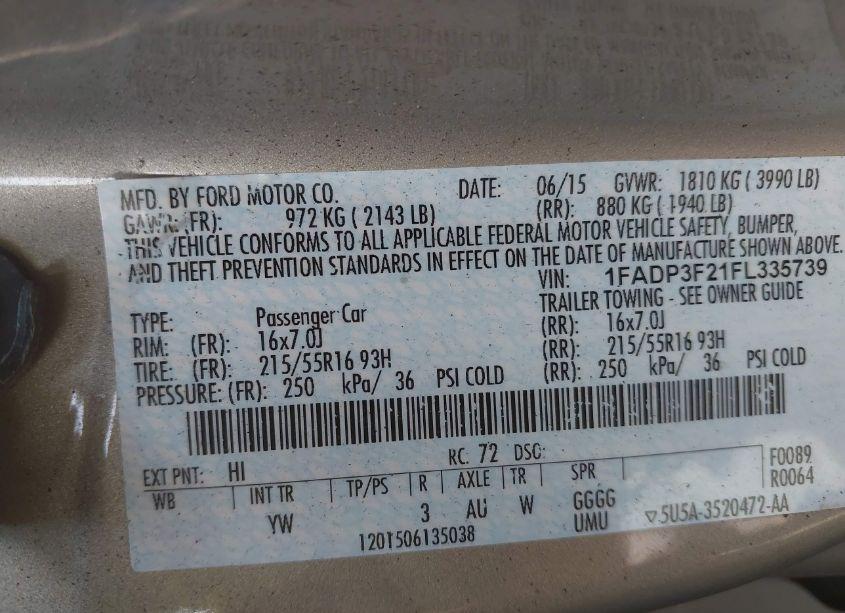 MFD. BY FORD MOTOR CO. DATE: 06/15 GVWR: 1810 KG ( 3990 LB)
GAWR: (FR): 972 KG ( 2143 LB) (RR): 880 KG ( 1940 LB)
THIS VEHICLE CONFORMS TO ALL APPLICABLE FEDERAL MOTOR VEHICLE SAFETY, BUMPER,
AND THEFT PREVENTION STANDARDS IN EFFECT ON THE DATE OF MANUFACTURE SHOWN ABOVE.
VIN: 1FADP3F21FL335739
TYPE: Passenger Car TRAILER TOWING - SEE OWNER GUIDE
RIM: (FR): 16x7.0J (RR): 16x7.0J
TIRE: (FR): 215/55R16 93H (RR): 215/55R16 93H
PRESSURE: (FR): 250 kPa/ 36 PSI COLD (RR): 250 kPa/ 36 PSI COLD
EXT PNT: HI RC: 72 DSO: F0089
WB INT TR TP/PS R AXLE TR SPR R0064
YW 3 AU W GGGG
UMU
120T506135038 ▽5U5A-3520472-AA